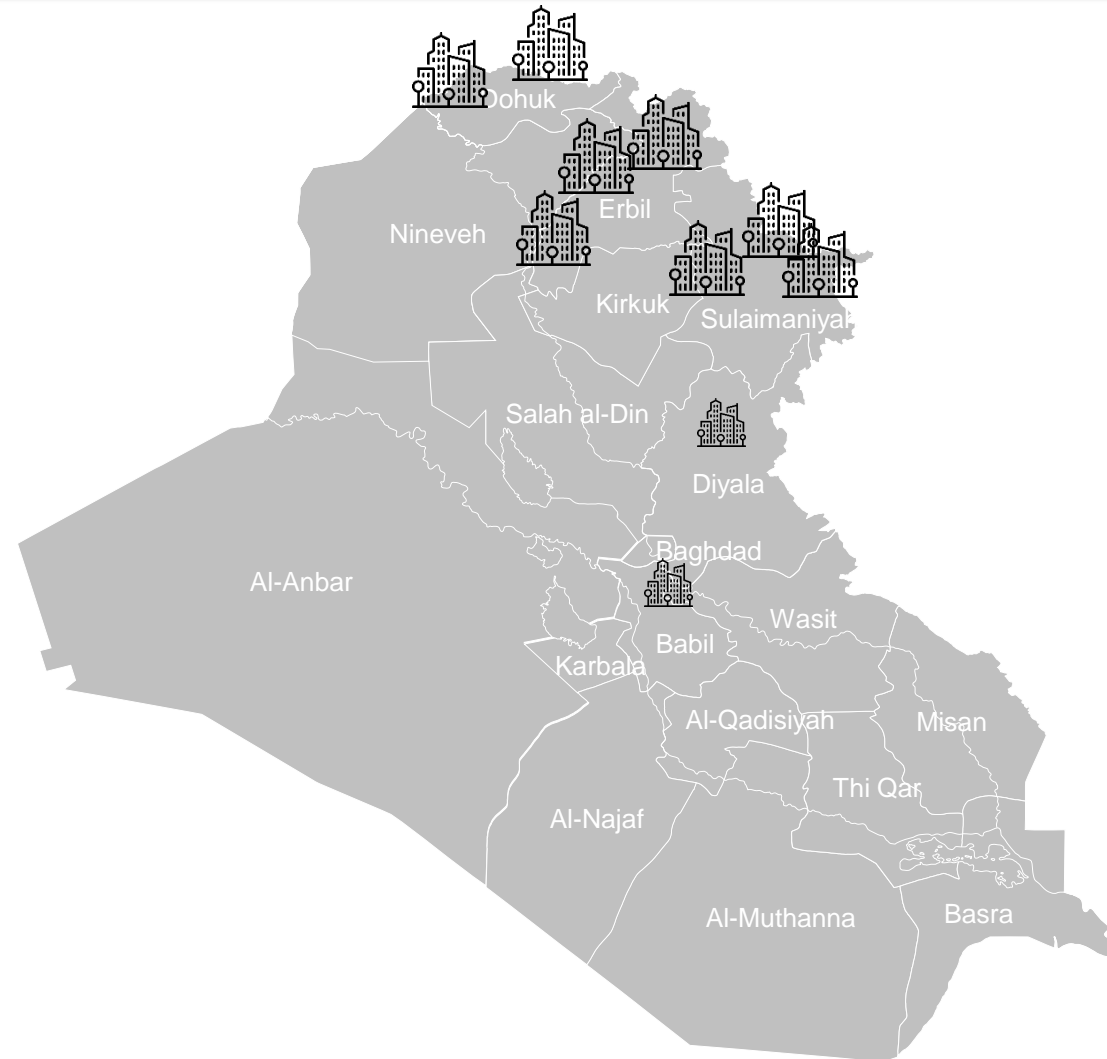 Dohuk
Erbil
Nineveh
Kirkuk
Sulaimaniyah
Salah al-Din
Diyala
Baghdad
Al-Anbar
Wasit
Babil
Karbala
Al-Qadisiyah
Misan
Thi Qar
Al-Najaf
Al-Muthanna
Basra